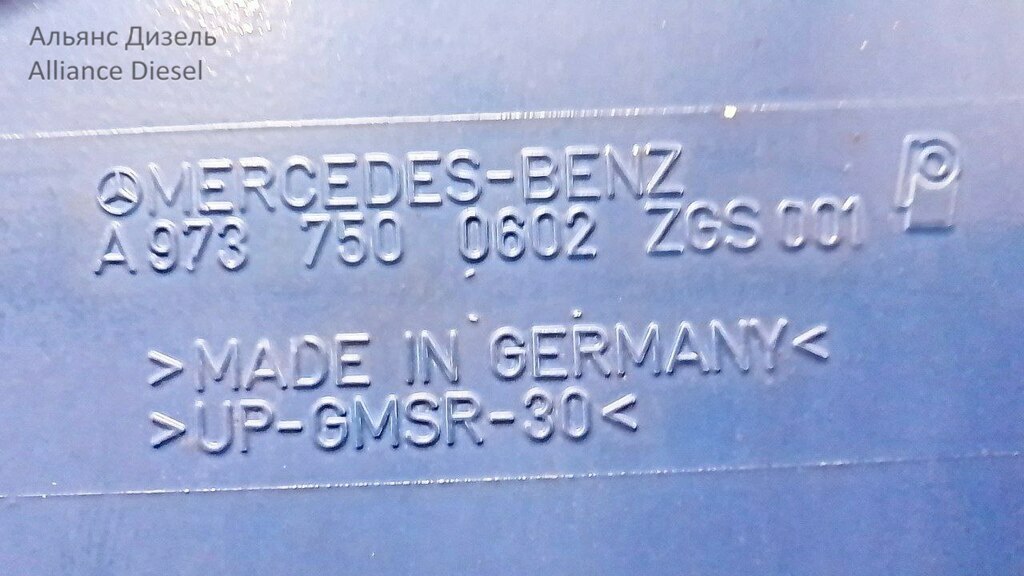 Альянс Дизель
Alliance Diesel
MERCEDES-BENZ
A 973 750 0602 ZGS 001
>MADE IN GERMANY<
>UP-GMSR-30<